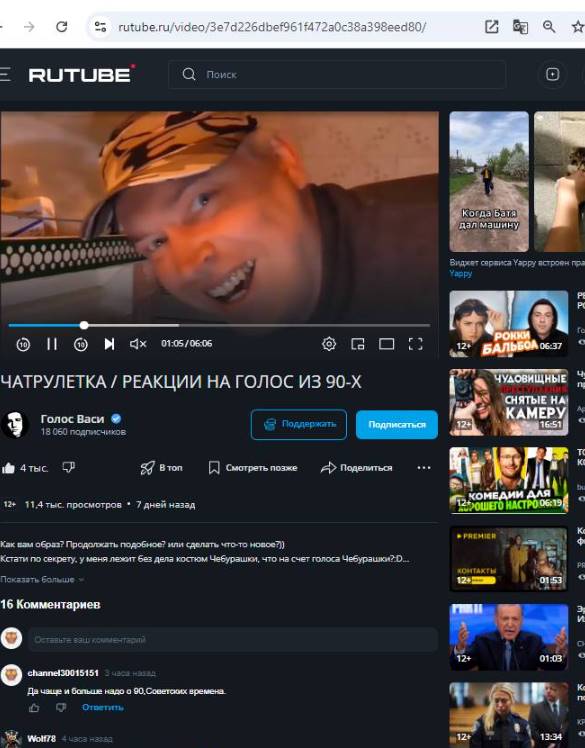 rutube.ru/video/3e7d226dbef961f472a0c38a398eed80/
RUTUBE
Поиск
Когда Батя
дал машину
Виджет сервиса Yappy встроен пра
Yappy
12+
РОККИ
БАЛЬБОА
06:37
10
10
01:05/06:06
ЧАТРУЛЕТКА / РЕАКЦИИ НА ГОЛОС ИЗ 90-Х
ЧУДОВИЩНЫЕ
ПРЕСТУПЛЕНИЯ
СНЯТЫЕ НА
КАМЕРУ
12+
16:51
Голос Васи
18 060 подписчиков
Поддержать
Подписаться
4 тыс.
В топ
Смотреть позже
Поделиться
КОМЕДИИ ДЛЯ
ХОРОШЕГО НАСТРО
12+
06:19
12+ 11,4 тыс. просмотров • 7 дней назад
Как вам образ? Продолжать подобное? или сделать что-то новое?))
Кстати по секрету, у меня лежит без дела костюм Чебурашки, что на счет голоса Чебурашки?:D...
Показать больше
PREMIER
КОНТАКТЫ
12+
01:53
16 Комментариев
Оставьте ваш комментарий
12+
01:03
channel30015151 3 часа назад
Да чаще и больше надо о 90,Советских времена.
Ответить
Wolf78 4 часа назад
12+
13:34